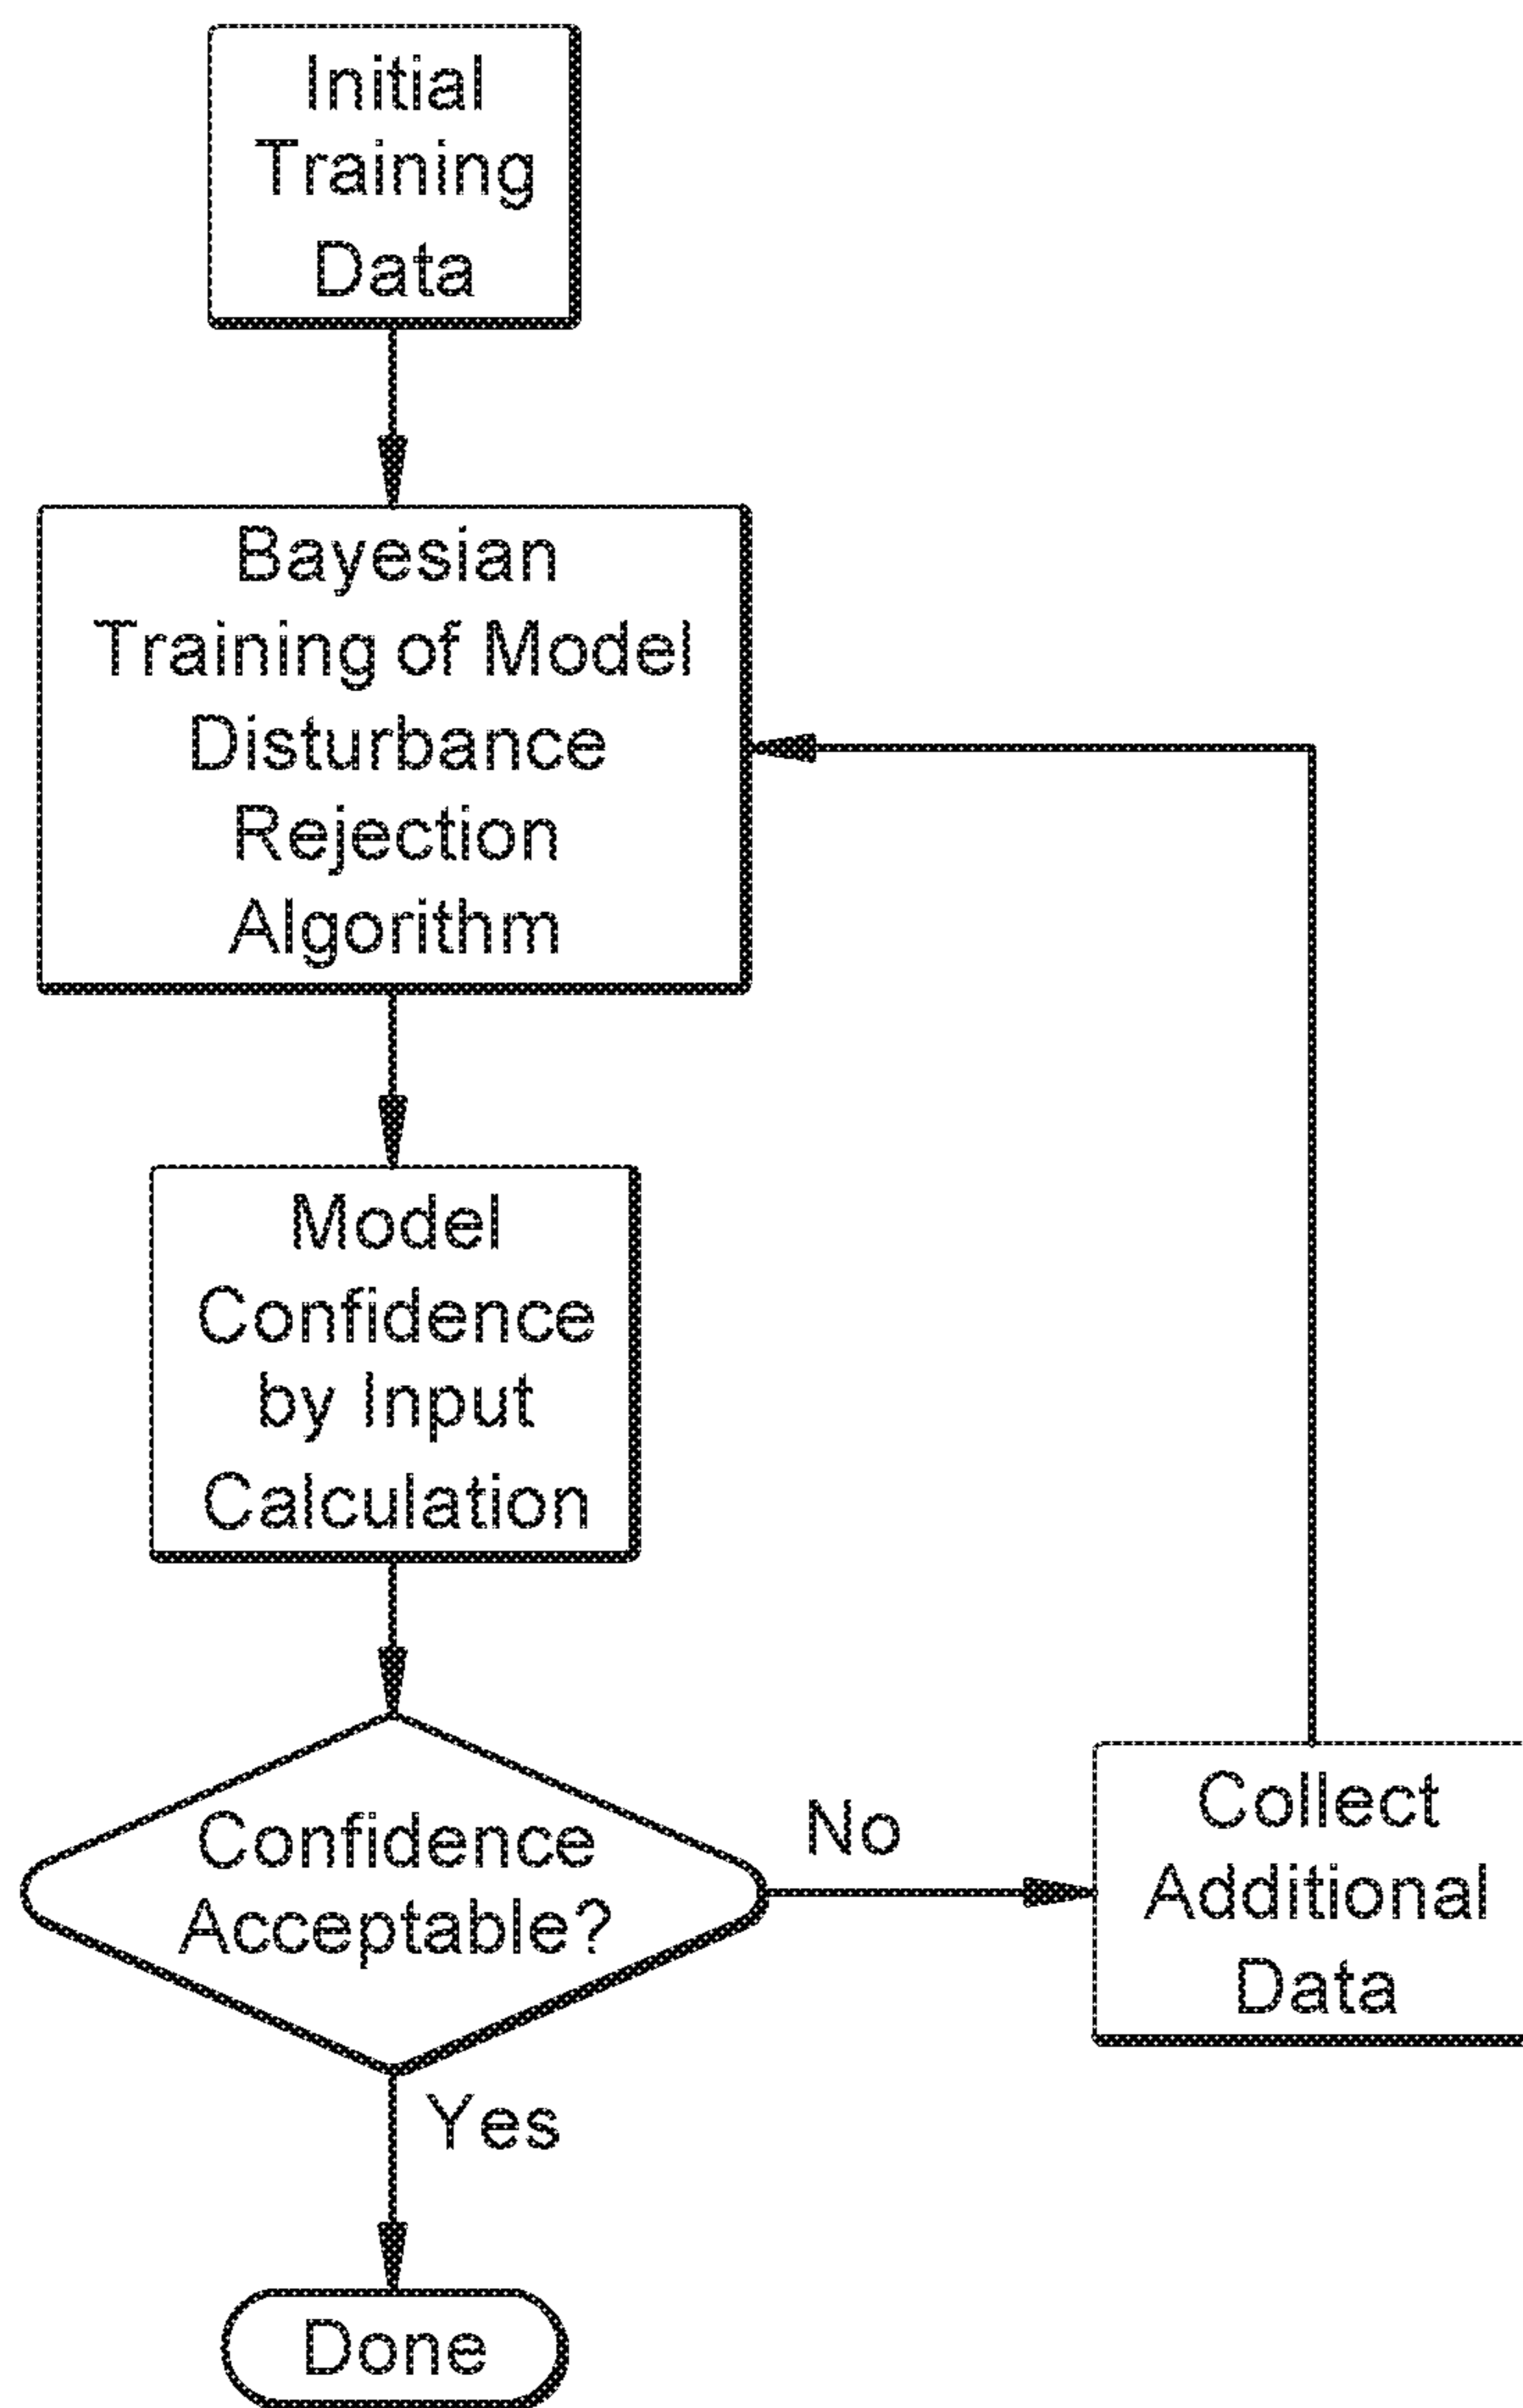 Initial
Training
Data
Bayesian
Training of Model
Disturbance
Rejection
Algorithm
Model
Confidence
by Input
Calculation
Confidence
Acceptable?
No
Collect
Additional
Data
Yes
Done